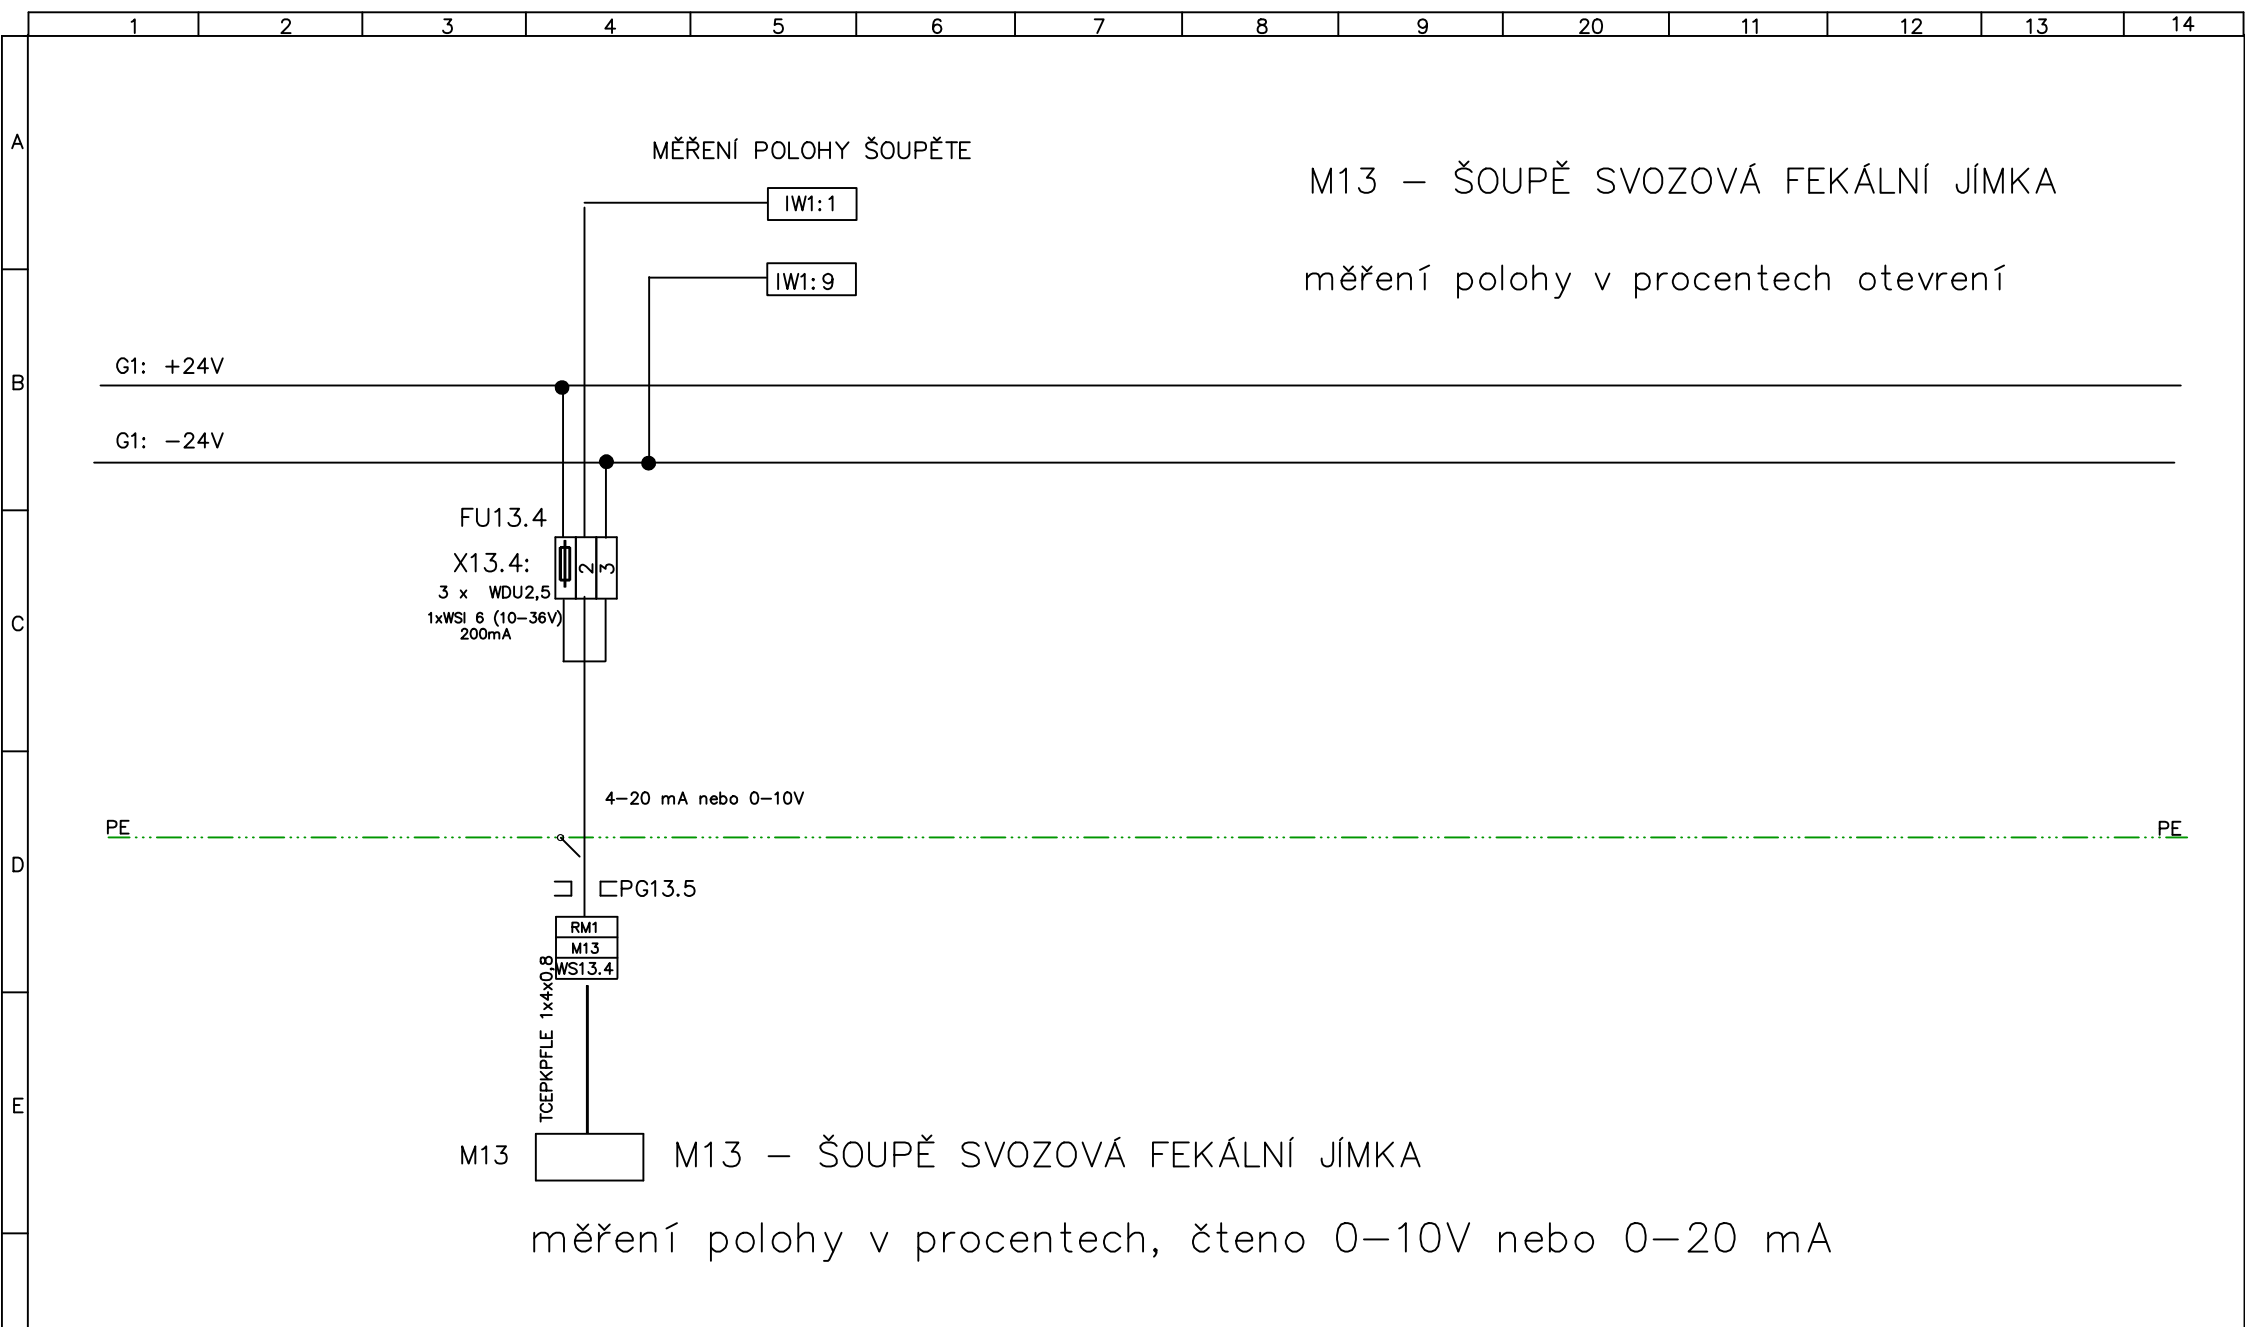 1 2 3 4 5 6 7 8 9 20 11 12 13 14
A
MĚŘENÍ POLOHY ŠOUPĚTE
M13 – ŠOUPĚ SVOZOVÁ FEKÁLNÍ JÍMKA
IW1:1
IW1:9
měření polohy v procentech otevrení
G1: +24V
B
G1: −24V
FU13.4
X13.4:
2
3
3 x WDU2,5
1xWSI 6 (10−36V)
200mA
C
4−20 mA nebo 0−10V
PE
PE
D
PG13.5
RM1
M13
WS13.4
TCEPKPFLE 1x4x0,8
E
M13
M13 – ŠOUPĚ SVOZOVÁ FEKÁLNÍ JÍMKA
měření polohy v procentech, čteno 0−10V nebo 0−20 mA